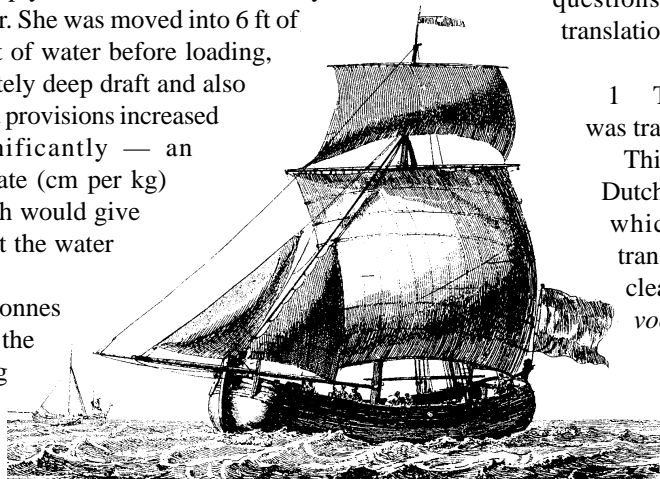 r. She was moved into 6 ft of
of water before loading,
tely deep draft and also
provisions increased
nificantly — an
ate (cm per kg)
h would give
t the water
onnes
the
g
questions
translatio
1 T
was tra
Thi
Dutch
whic
tran
clea
vo